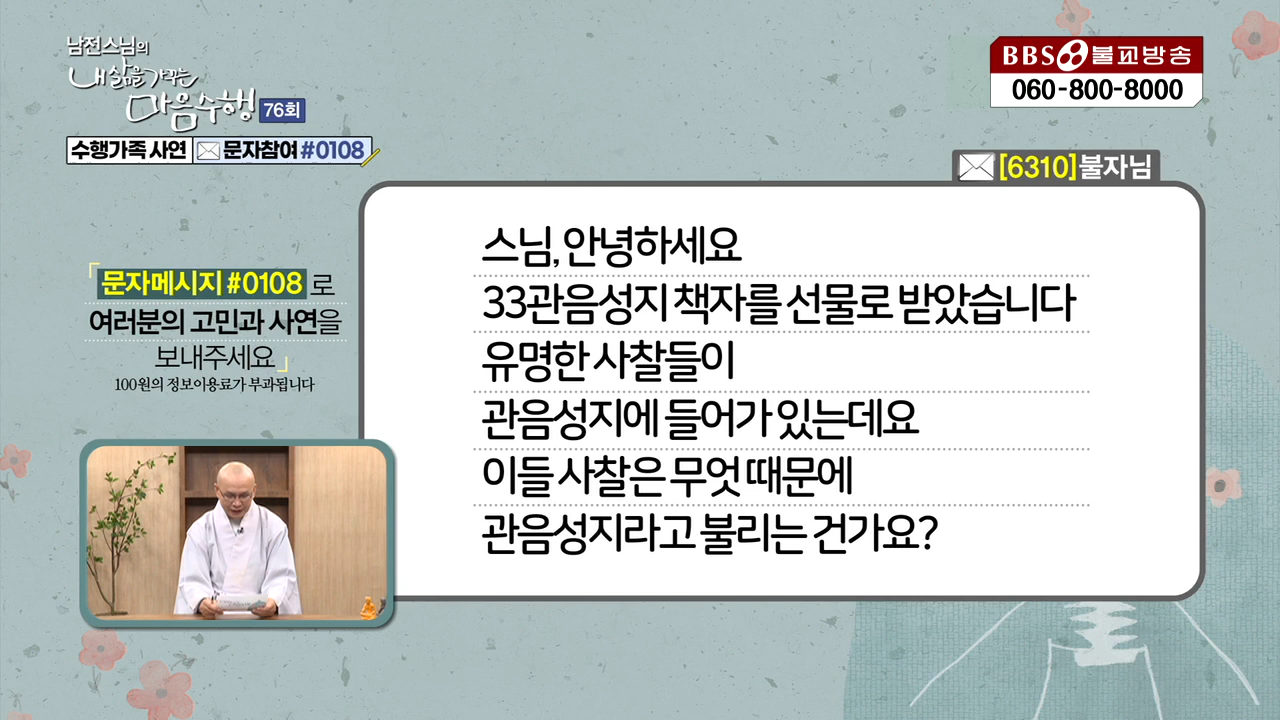 남전스님의
내 삶을 가꾸는
마음수행 76회
수행가족 사연 문자참여 #0108
BBS 불교방송
060-800-8000
[6310]불자님
「문자메시지 #0108 로
여러분의 고민과 사연을
보내주세요」
100원의 정보이용료가 부과됩니다
스님, 안녕하세요
33관음성지 책자를 선물로 받았습니다
유명한 사찰들이
관음성지에 들어가 있는데요
이들 사찰은 무엇 때문에
관음성지라고 불리는 건가요?